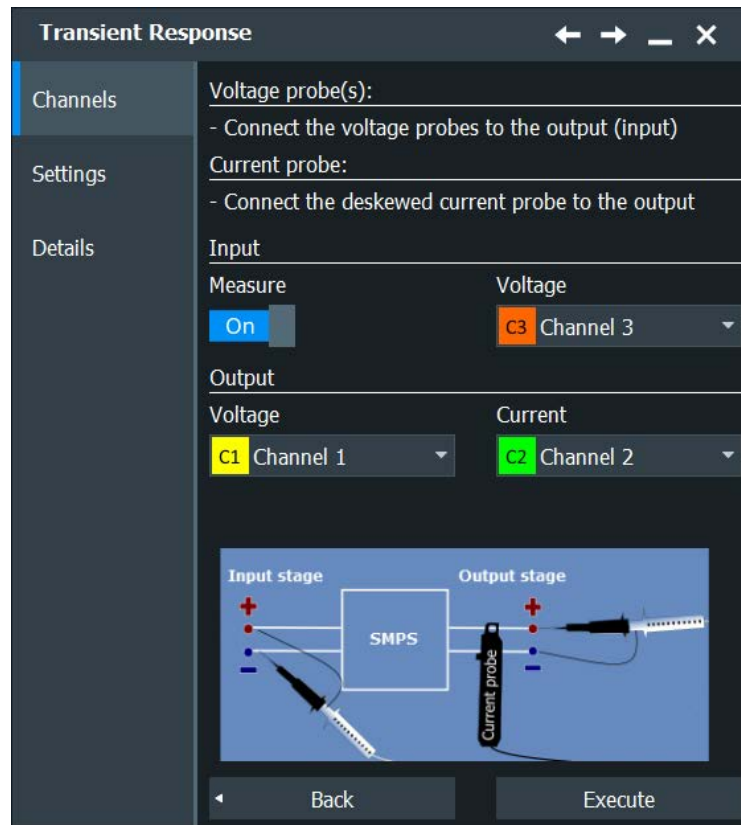 Transient Response
Channels
Settings
Details
Voltage probe(s):
- Connect the voltage probes to the output (input)
Current probe:
- Connect the deskewed current probe to the output
Input
Measure Voltage
On C3 Channel 3
Output
Voltage Current
C1 Channel 1 C2 Channel 2
Input stage Output stage
+ +
SMPS
- -
Current probe
Back Execute